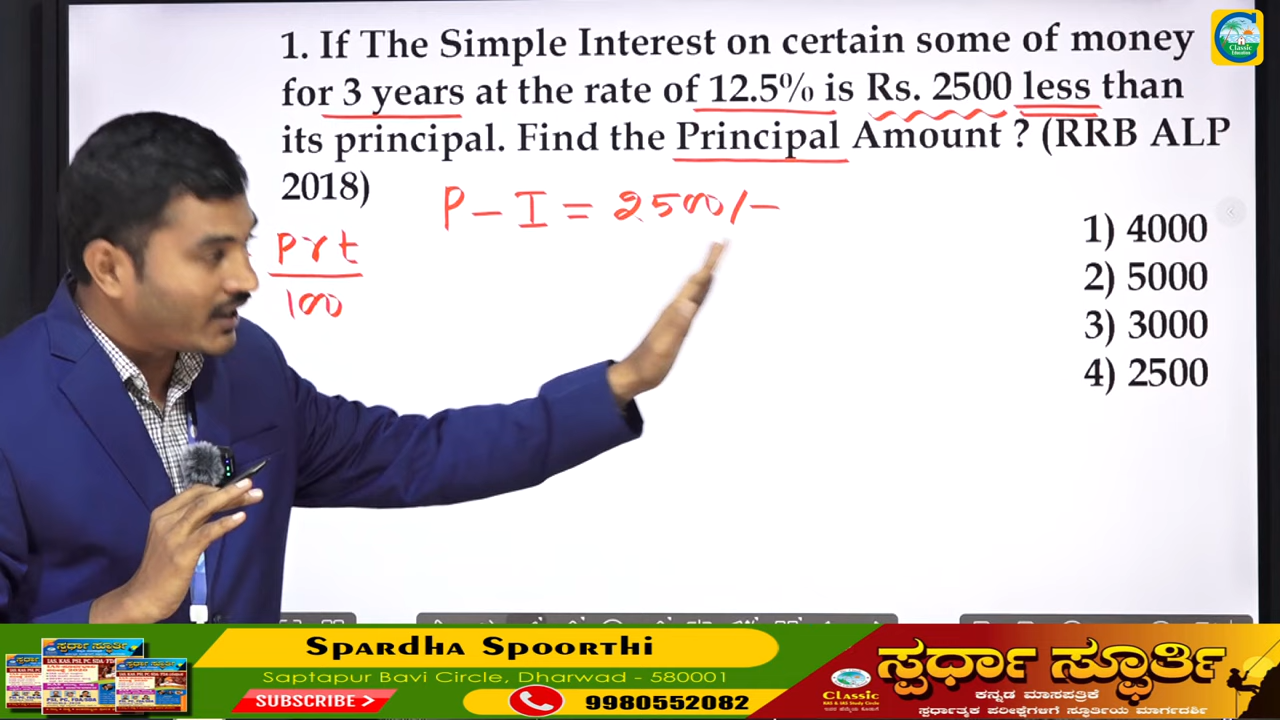 1. If The Simple Interest on certain some of money
for 3 years at the rate of 12.5% is Rs. 2500 less than
its principal. Find the Principal Amount ? (RRB ALP
2018)
P - I = 2500/-
P r t
100
1) 4000
2) 5000
3) 3000
4) 2500
Classic
Education
Spardha Spoorthi
Saptapur Bavi Circle, Dharwad - 580001
SUBSCRIBE
9980552082
ಸ್ಪರ್ಧಾ ಸ್ಫೂರ್ತಿ
CLASSIC
ಕನ್ನಡ ಮಾಸಪತ್ರಿಕೆ
ಸ್ಪರ್ಧಾತ್ಮಕ ಪರೀಕ್ಷೆಗಳಿಗೆ ಸ್ಫೂರ್ತಿಯ ಮಾರ್ಗದರ್ಶಿ